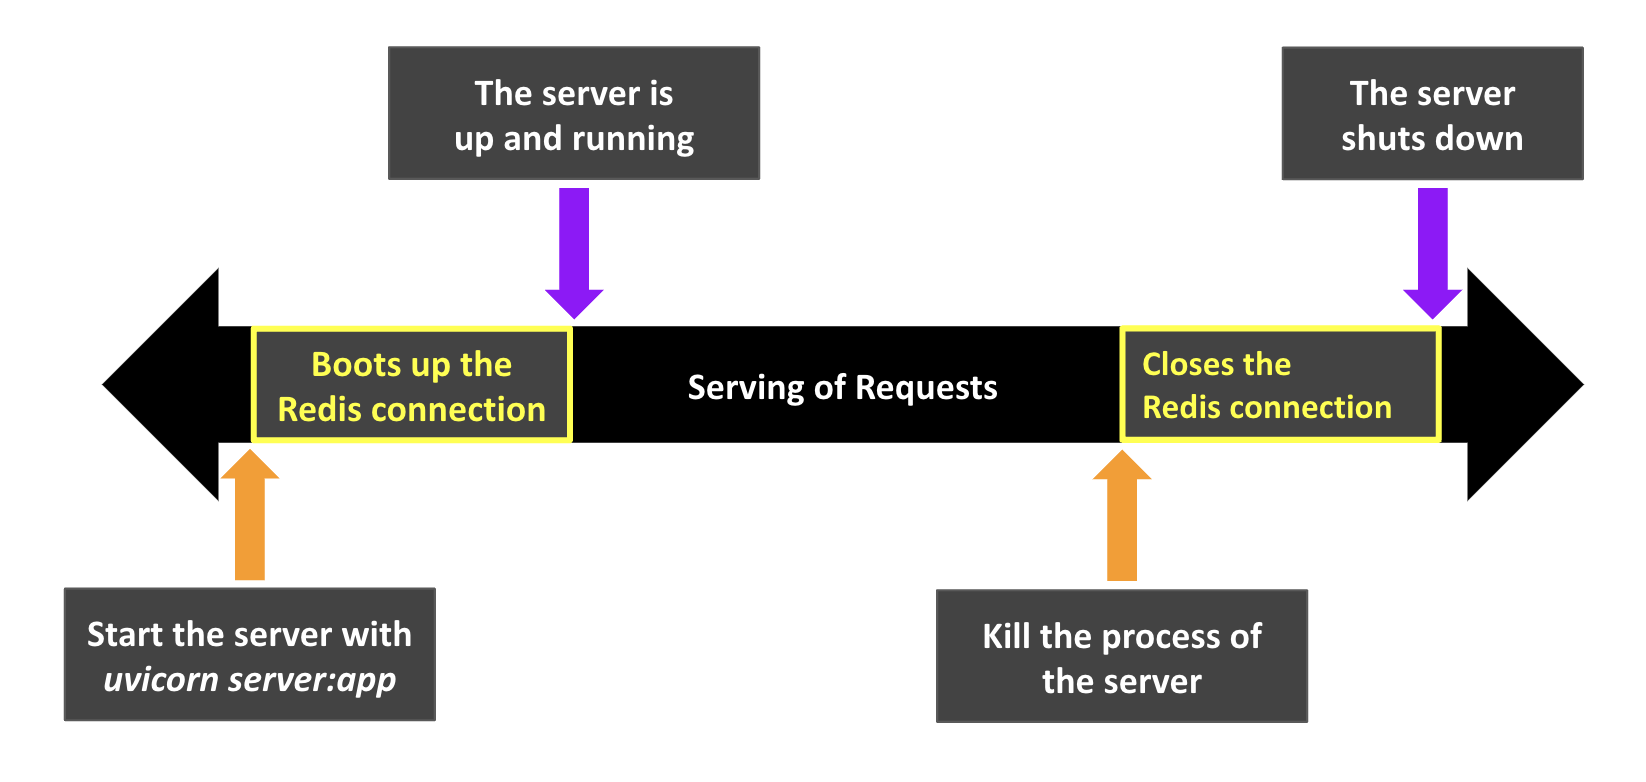 The server is
up and running
The server
shuts down
Boots up the
Redis connection
Serving of Requests
Closes the
Redis connection
Start the server with
uvicorn server:app
Kill the process of
the server